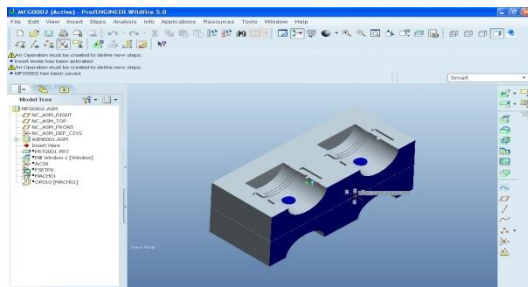 MFG0002 (Active) - Pro/ENGINEER Wildfire 5.0
File Edit View Insert Steps Analysis Info Applications Resources Tools Window Help
An Operation must be created to define new steps.
Insert mode has been activated.
An Operation must be created to define new steps.
MFG0002 has been saved.
Smart
Model Tree
MFG0002.ASM
NC_ASM_RIGHT
NC_ASM_TOP
NC_ASM_FRONT
NC_ASM_DEF_CSYS
ASM0001.ASM
Insert Here
PRT0001.PRT
Mill Window 1 [Window]
ACS0
FSETP0
MACH01
OP010 [MACH01]
Insert Mode